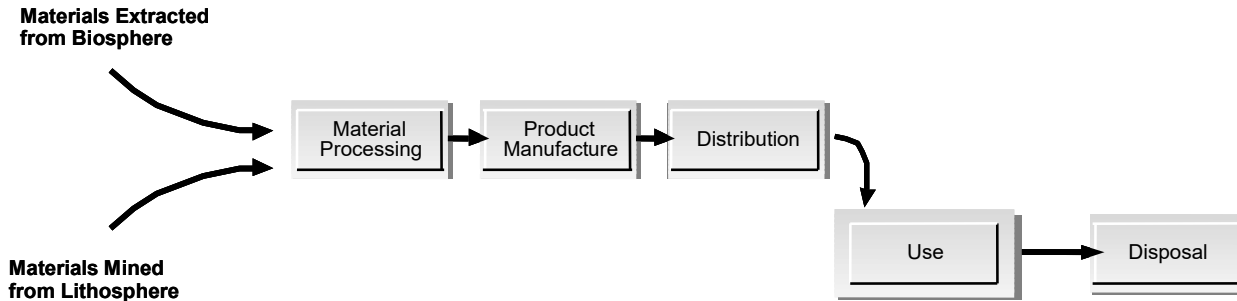 Materials Extracted
from Biosphere
Material
Processing
Product
Manufacture
Distribution
Use
Disposal
Materials Mined
from Lithosphere